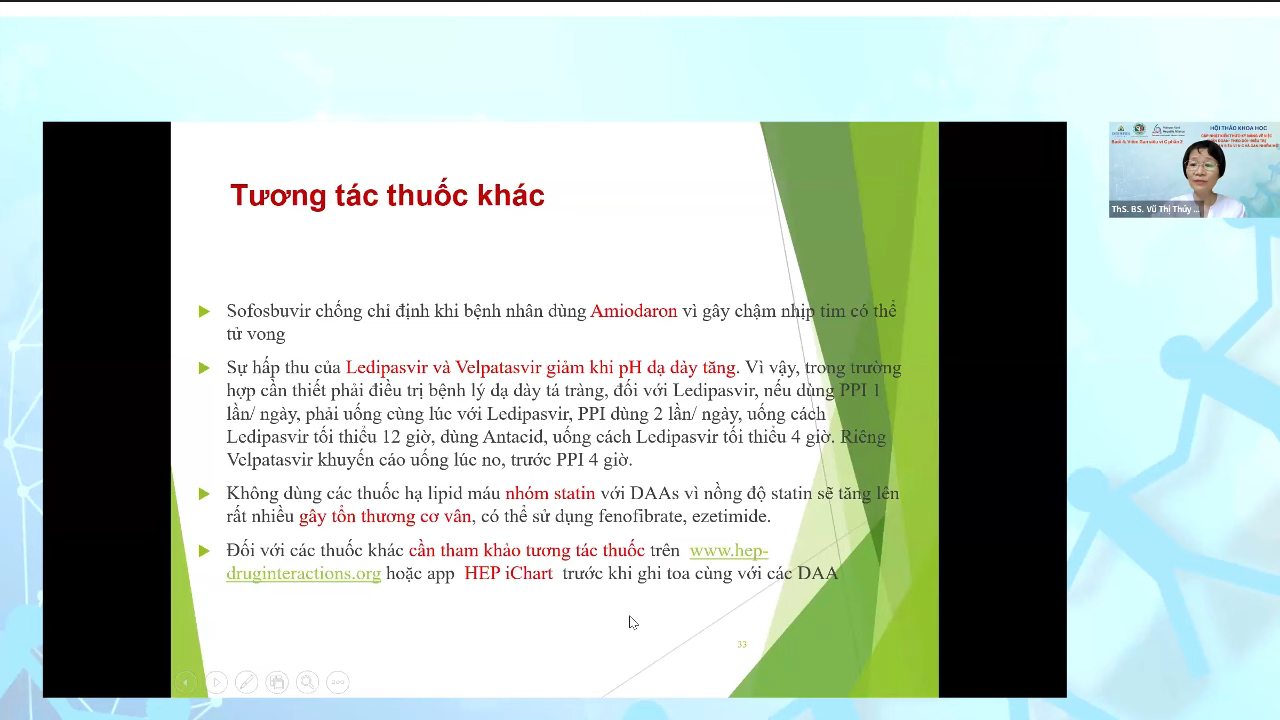 Tương tác thuốc khác
Sofosbuvir chống chỉ định khi bệnh nhân dùng Amiodaron vì gây chậm nhịp tim có thể
tử vong
Sự hấp thu của Ledipasvir và Velpatasvir giảm khi pH dạ dày tăng. Vì vậy, trong trường
hợp cần thiết phải điều trị bệnh lý dạ dày tá tràng, đối với Ledipasvir, nếu dùng PPI 1
lần/ ngày, phải uống cùng lúc với Ledipasvir, PPI dùng 2 lần/ ngày, uống cách
Ledipasvir tối thiểu 12 giờ, dùng Antacid, uống cách Ledipasvir tối thiểu 4 giờ. Riêng
Velpatasvir khuyến cáo uống lúc no, trước PPI 4 giờ.
Không dùng các thuốc hạ lipid máu nhóm statin với DAAs vì nồng độ statin sẽ tăng lên
rất nhiều gây tổn thương cơ vân, có thể sử dụng fenofibrate, ezetimide.
Đối với các thuốc khác cần tham khảo tương tác thuốc trên www.hep-
druginteractions.org hoặc app HEP iChart trước khi ghi toa cùng với các DAA
33
HỘI THẢO KHOA HỌC
ThS. BS. Vũ Thị Thúy ...